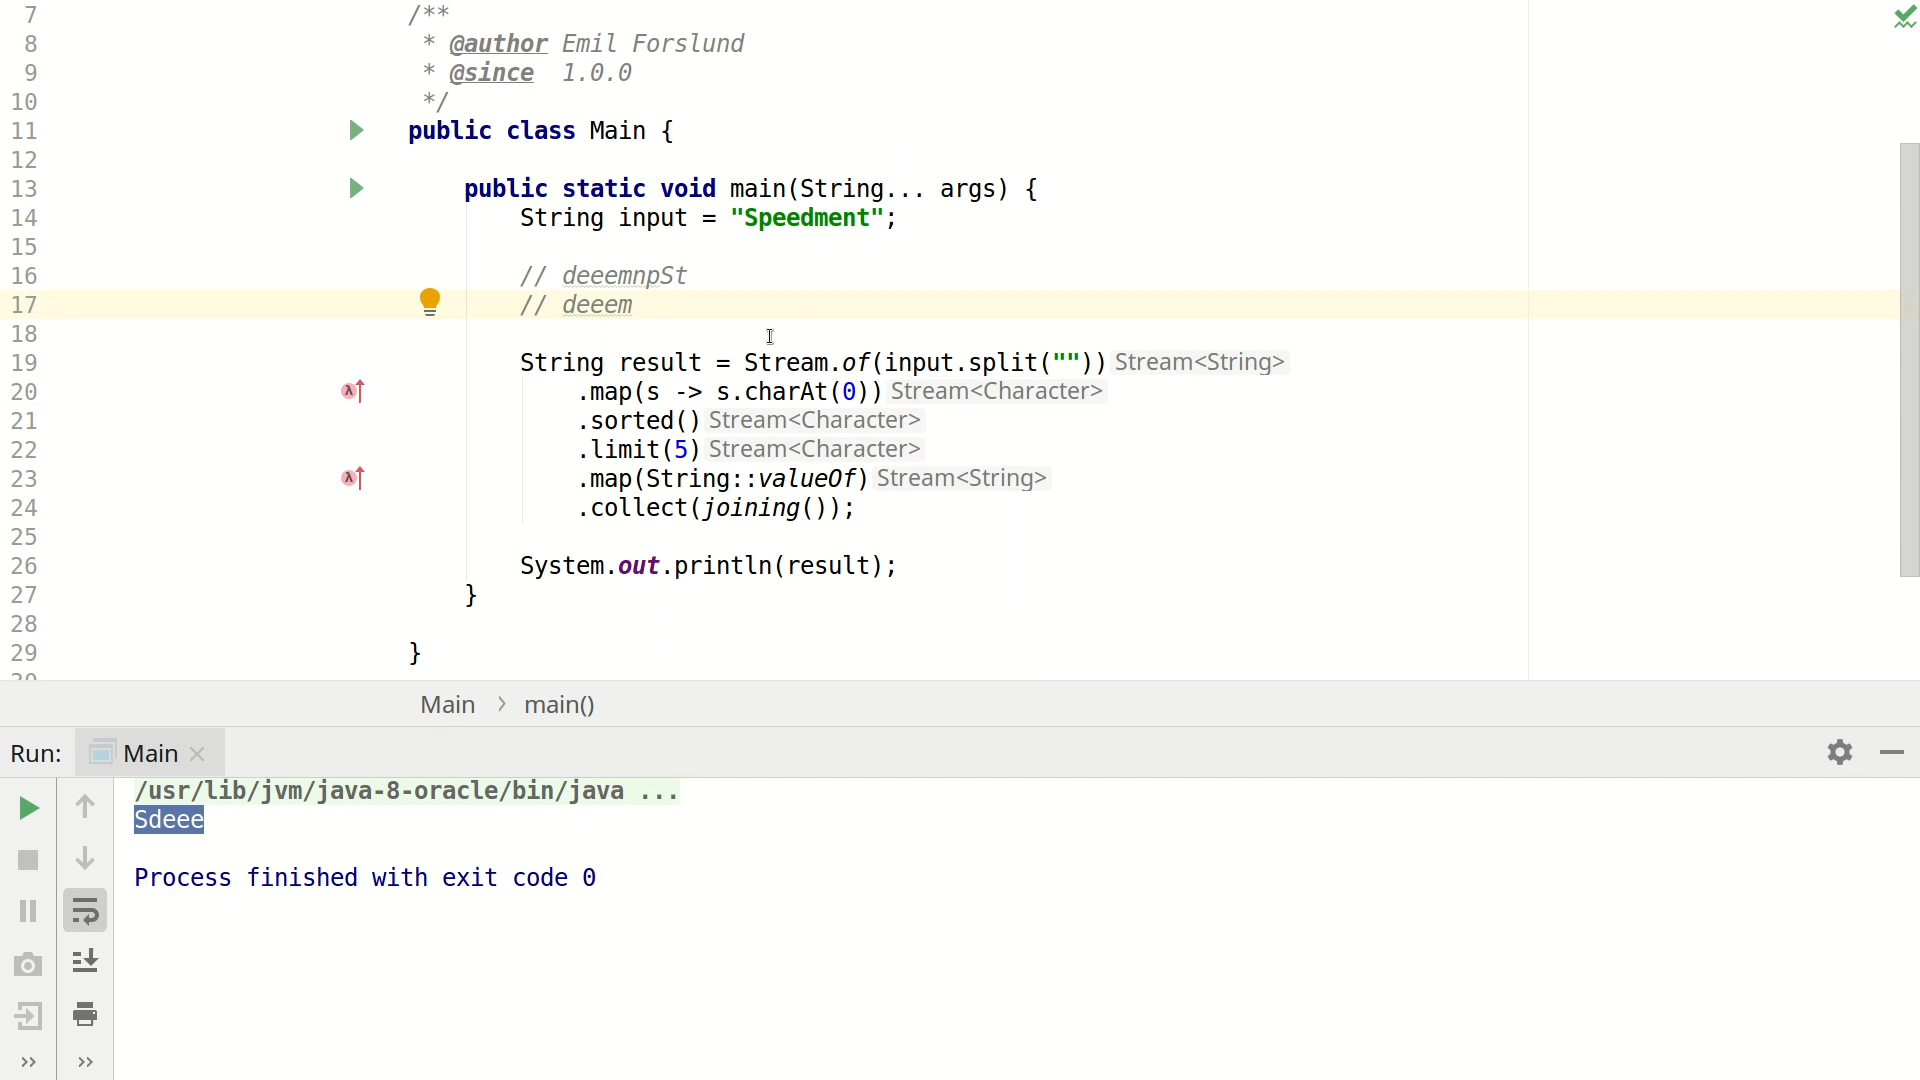 7 /**
8 * @author Emil Forslund
9 * @since 1.0.0
10 */
11 public class Main {
12
13 public static void main(String... args) {
14 String input = "Speedment";
15
16 // deeemnpSt
17 // deeem
18
19 String result = Stream.of(input.split("")) Stream<String>
20 .map(s -> s.charAt(0)) Stream<Character>
21 .sorted() Stream<Character>
22 .limit(5) Stream<Character>
23 .map(String::valueOf) Stream<String>
24 .collect(joining());
25
26 System.out.println(result);
27 }
28
29 }
30
Main > main()
Run: Main
/usr/lib/jvm/java-8-oracle/bin/java ...
Sdeee
Process finished with exit code 0